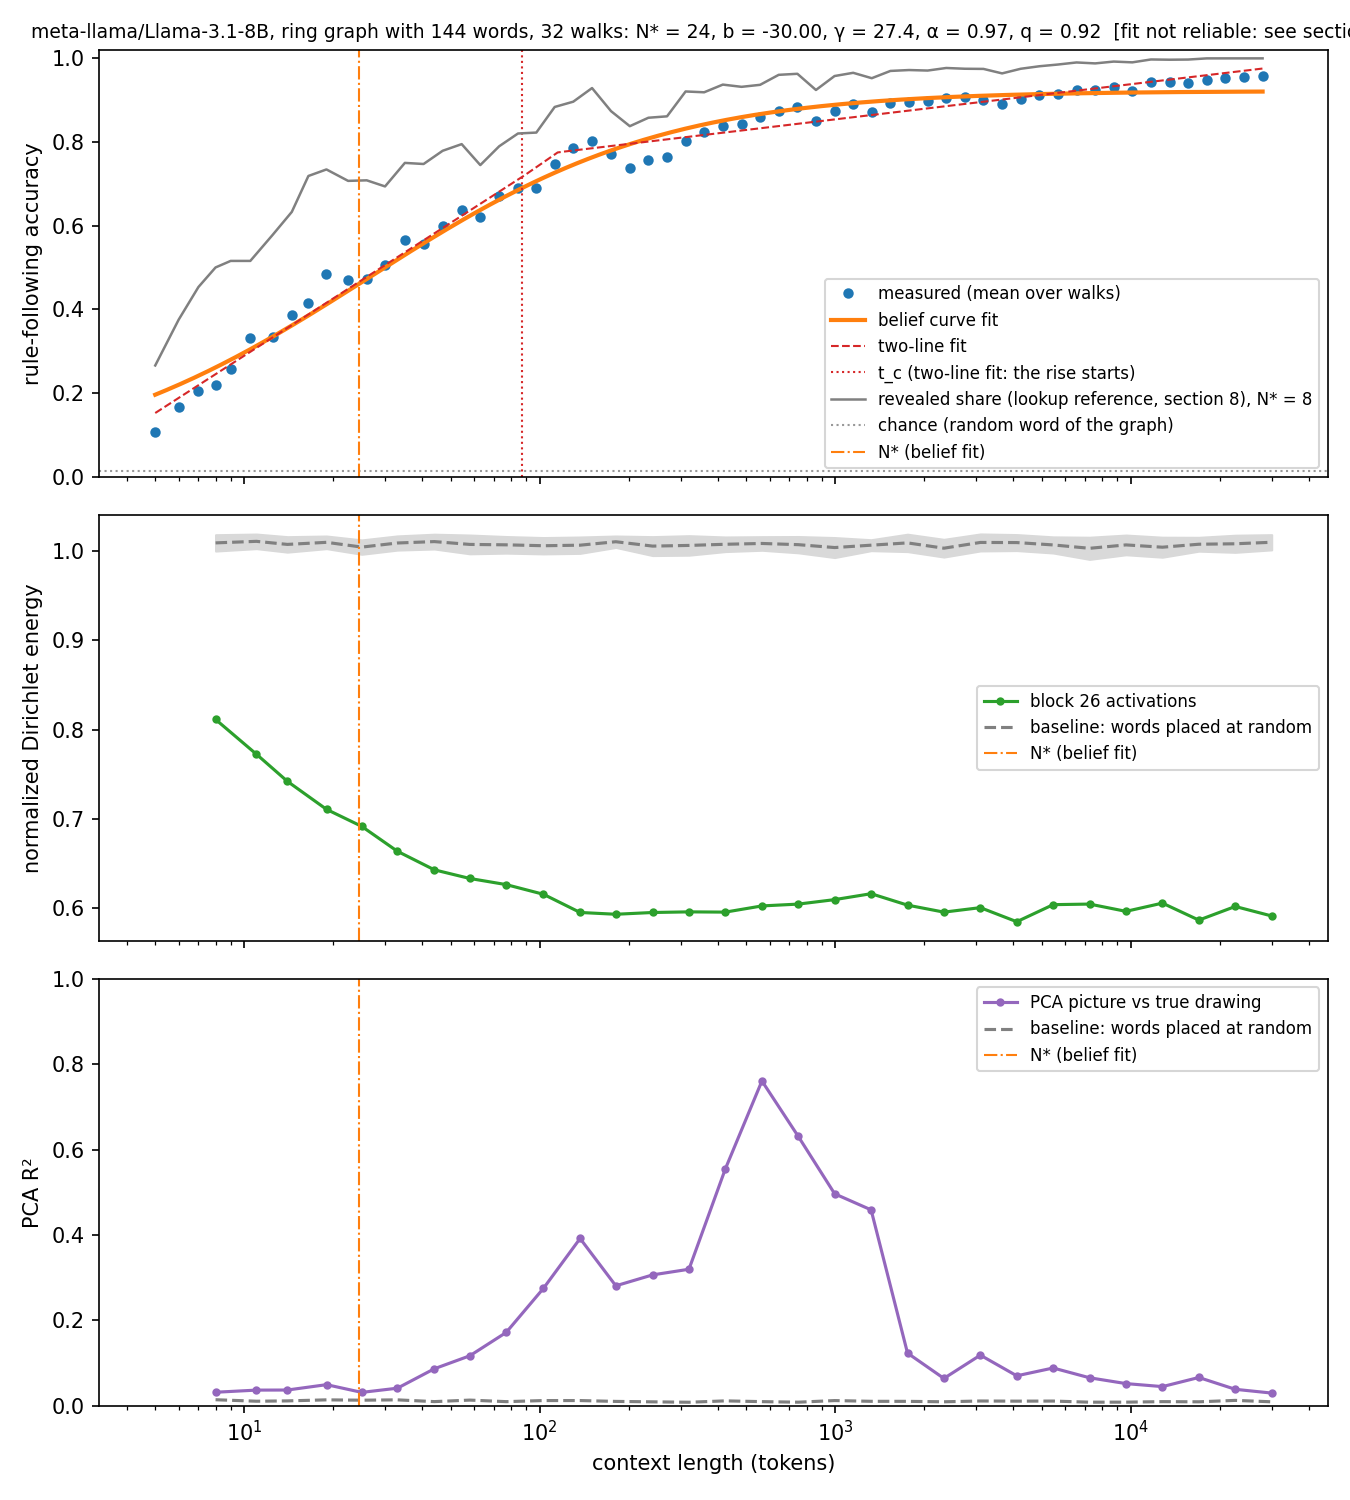 meta-llama/Llama-3.1-8B, ring graph with 144 words, 32 walks: N* = 24, b = -30.00, γ = 27.4, α = 0.97, q = 0.92 [fit not reliable: see
1.0
0.8
0.6
0.4
0.2
0.0
rule-following accuracy
measured (mean over walks)
belief curve fit
two-line fit
t_c (two-line fit: the rise starts)
revealed share (lookup reference, section 8), N* = 8
chance (random word of the graph)
N* (belief fit)
1.0
0.9
0.8
0.7
0.6
normalized Dirichlet energy
block 26 activations
baseline: words placed at random
N* (belief fit)
1.0
0.8
0.6
0.4
0.2
0.0
PCA R²
PCA picture vs true drawing
baseline: words placed at random
N* (belief fit)
10¹ 10² 10³ 10⁴
context length (tokens)